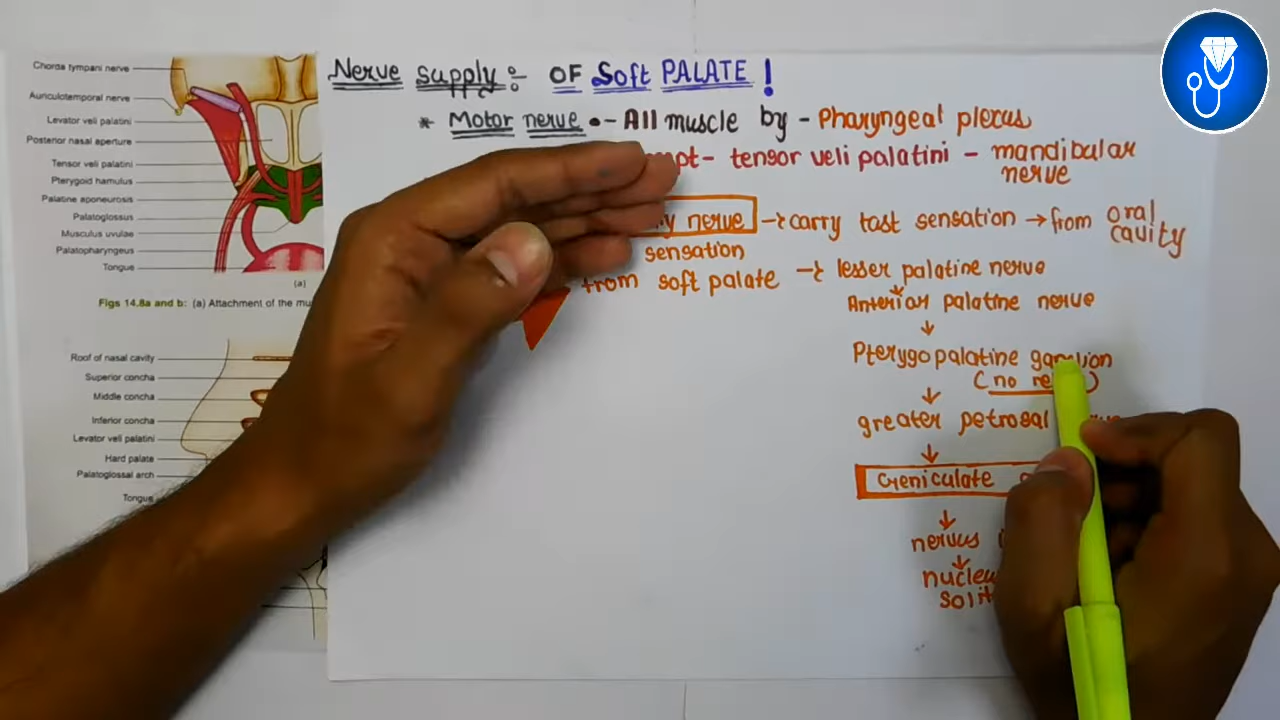 Chorda tympani nerve
Auriculotemporal nerve
Levator veli palatini
Posterior nasal aperture
Tensor veli palatini
Pterygoid hamulus
Palatine aponeurosis
Palatoglossus
Musculus uvulae
Palatopharyngeus
Tongue
(a)
Figs 14.8a and b: (a) Attachment of the mu
Roof of nasal cavity
Superior concha
Middle concha
Inferior concha
Levator veli palatini
Hard palate
Palatoglossal arch
Tongue
Nerve supply :- OF Soft PALATE !
* Motor nerve •- All muscle by - Pharyngeal plexus
pt - tensor veli palatini - mandibular
nerve
nerve → carry tast sensation → from oral
cavity
sensation
from soft palate → lesser palatine nerve
↓
Anterior palatine nerve
↓
Pterygopalatine ganglion
(no re
↓
greater petrosal
↓
Geniculate
↓
nervus
↓
nucleu
solit